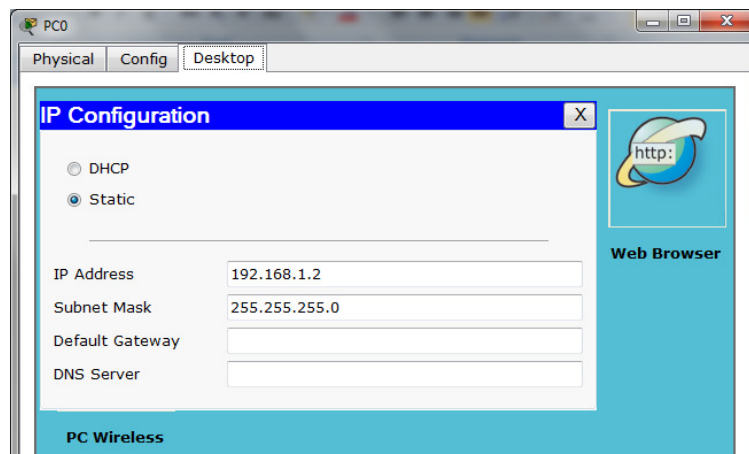 PC0
Physical Config Desktop
IP Configuration X
http:
DHCP
Static
Web Browser
IP Address 192.168.1.2
Subnet Mask 255.255.255.0
Default Gateway
DNS Server
PC Wireless